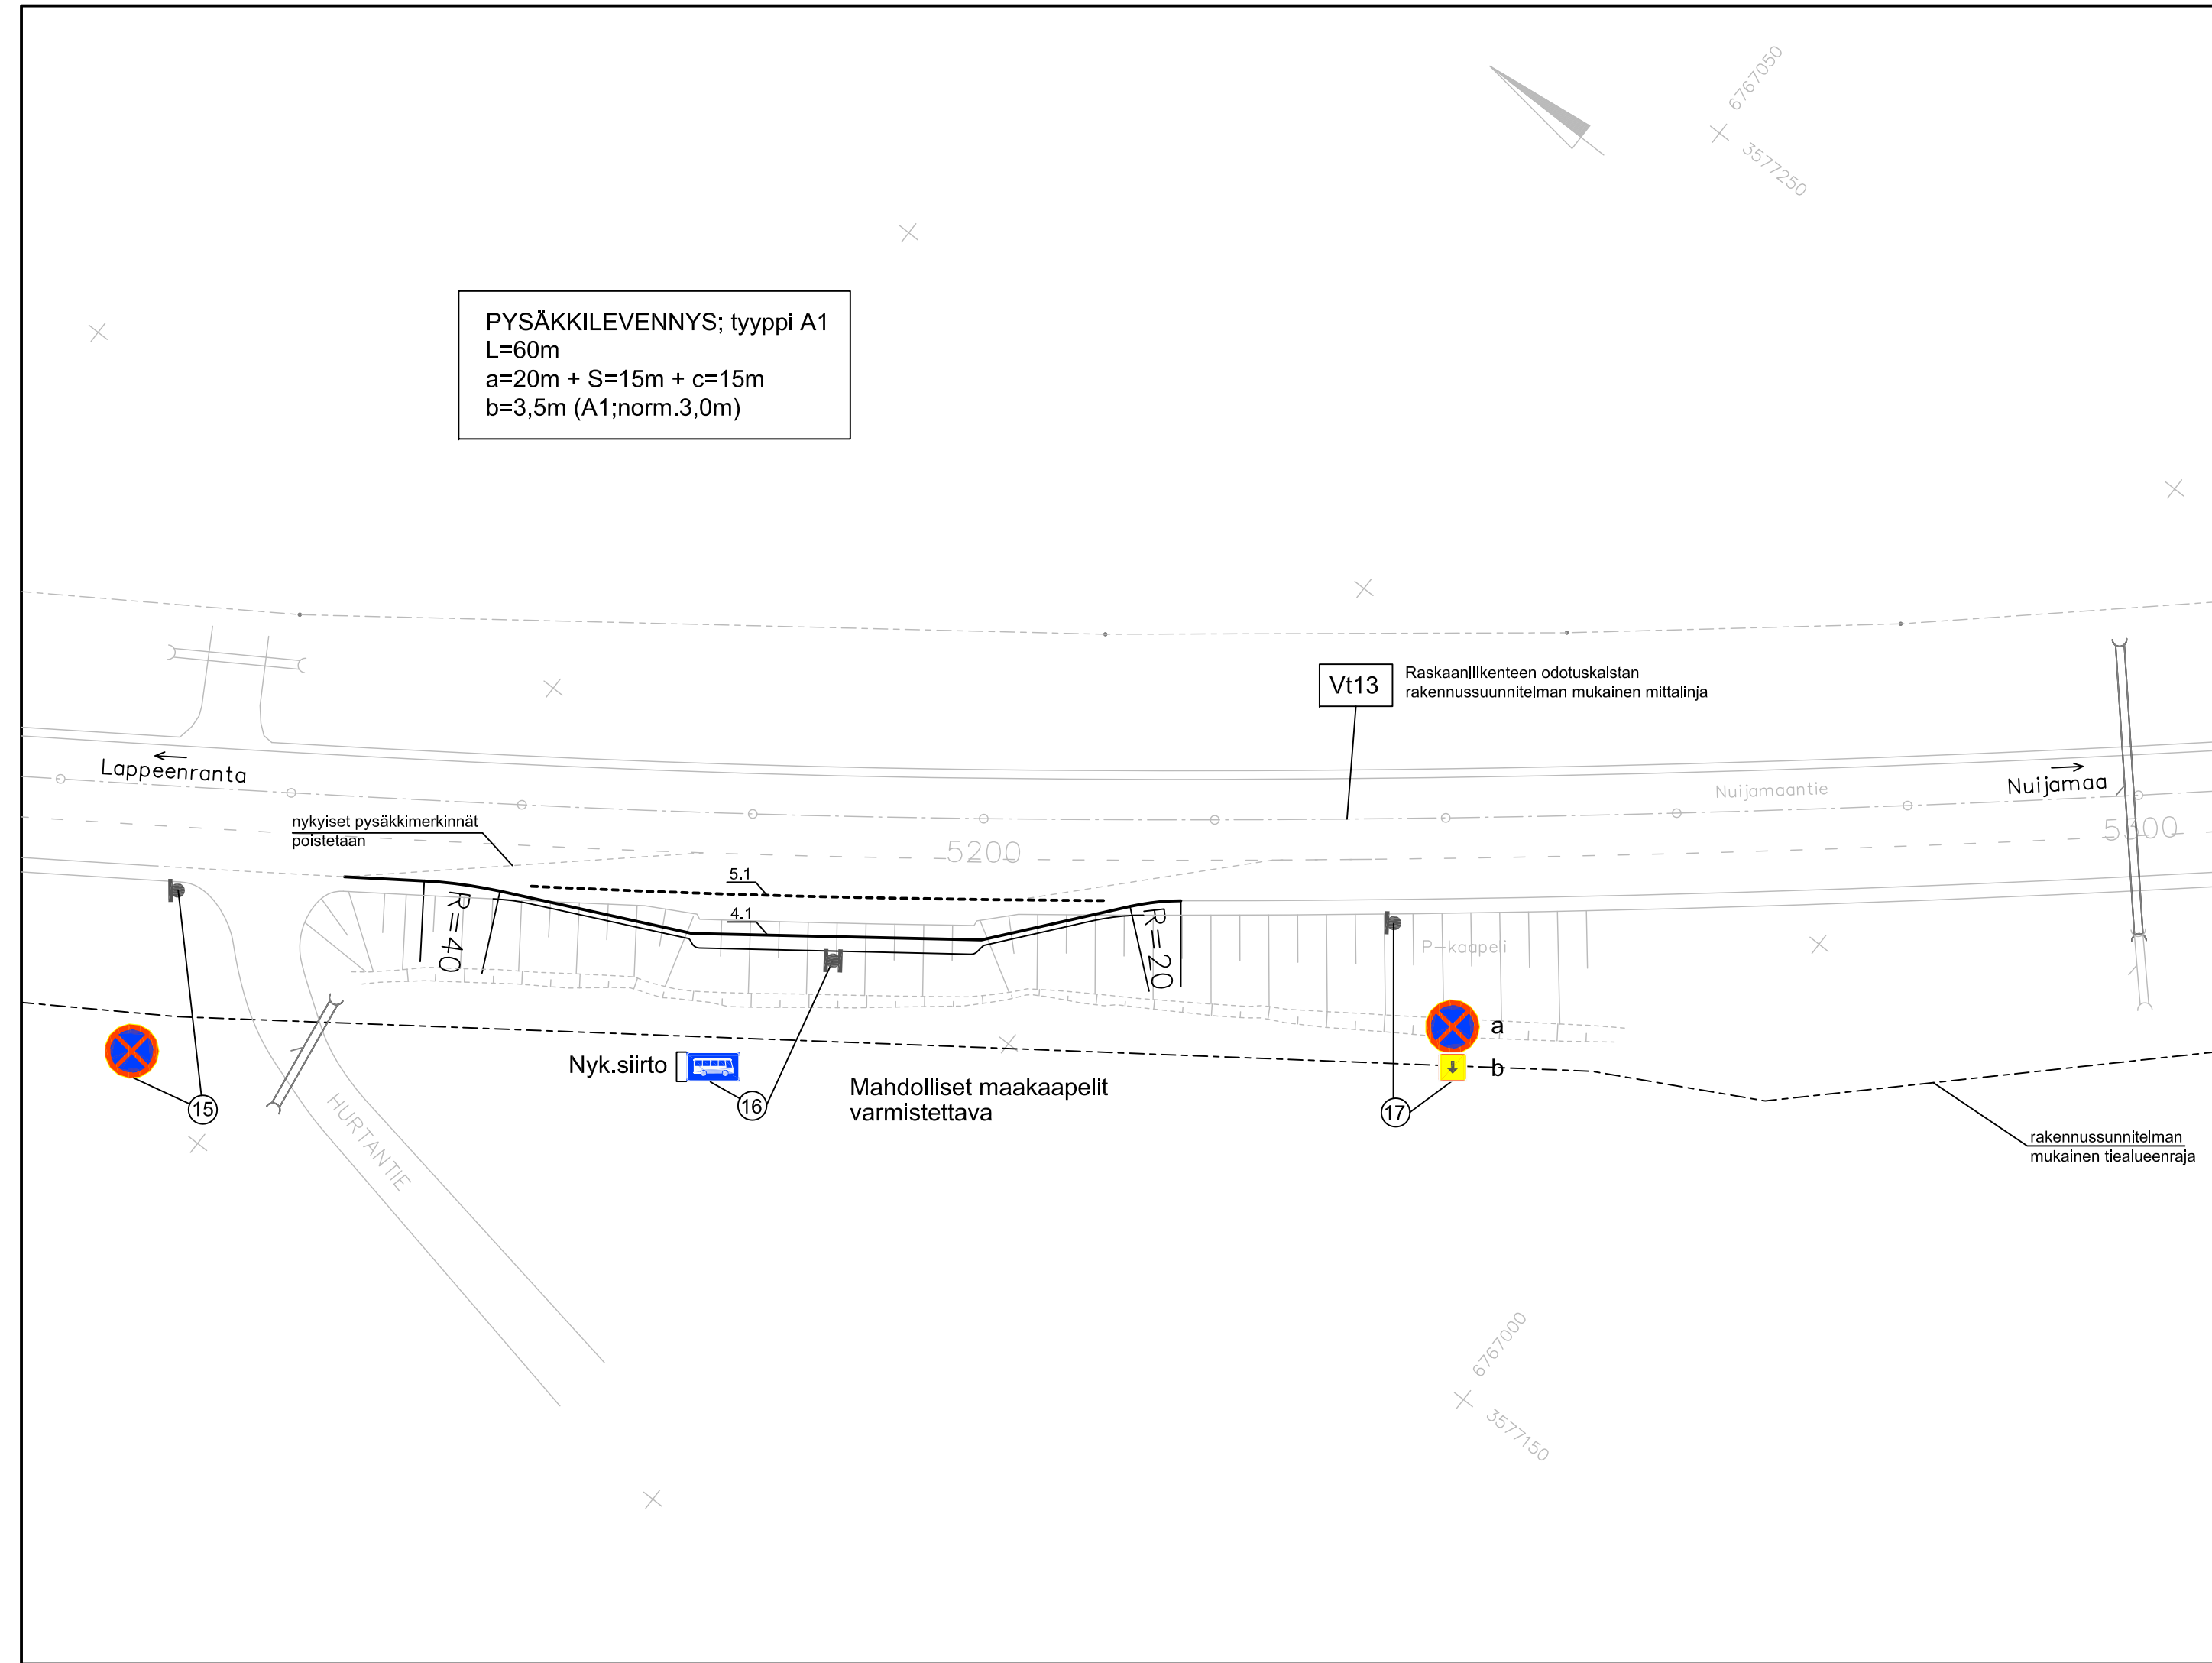 6767050
3577250
PYSÄKKILEVENNYS; tyyppi A1
L=60m
a=20m + S=15m + c=15m
b=3,5m (A1;norm.3,0m)
Vt13
Raskaanliikenteen odotuskaistan
rakennussuunnitelman mukainen mittalinja
Lappeenranta
Nuijamaantie
Nuijamaa
nykyiset pysäkkimerkinnät
poistetaan
5200
5300
5.1
4.1
R=40
R=20
P-kaapeli
a
b
Nyk.siirto
Mahdolliset maakaapelit
varmistettava
15
16
17
HURTANTIE
rakennussunnitelman
mukainen tiealueenraja
6767000
3577150